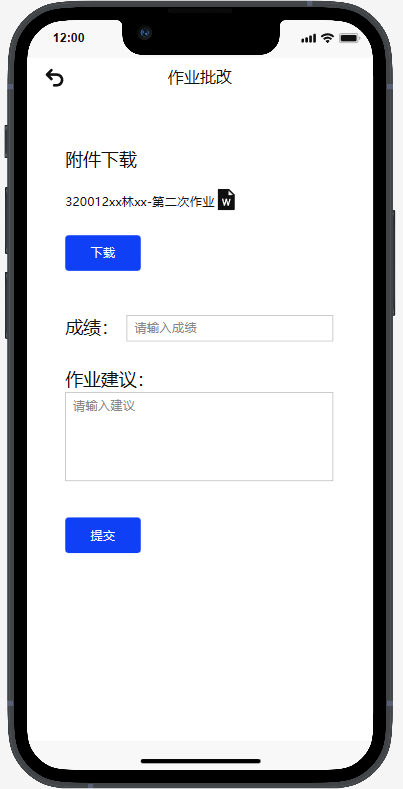 12:00
作业批改
附件下载
320012xx林xx-第二次作业 W
下载
成绩： 请输入成绩
作业建议：
请输入建议
提交